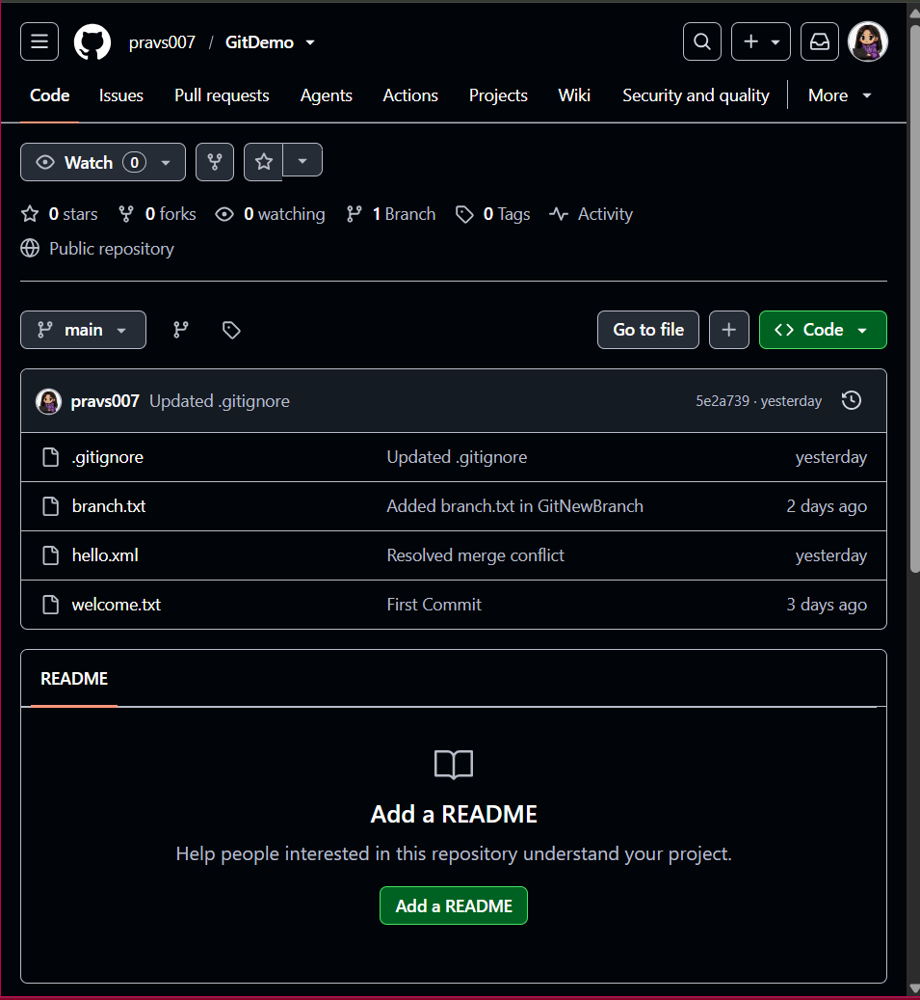 pravs007 / GitDemo
Code Issues Pull requests Agents Actions Projects Wiki Security and quality More
Watch 0
0 stars 0 forks 0 watching 1 Branch 0 Tags Activity
Public repository
main Go to file Code
pravs007 Updated .gitignore 5e2a739 · yesterday
.gitignore Updated .gitignore yesterday
branch.txt Added branch.txt in GitNewBranch 2 days ago
hello.xml Resolved merge conflict yesterday
welcome.txt First Commit 3 days ago
README
Add a README
Help people interested in this repository understand your project.
Add a README